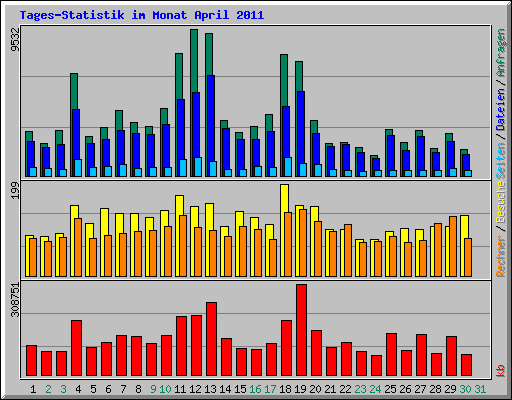 Tages-Statistik im Monat April 2011
9532
199
308751
Rechner / Besuche Seiten / Dateien / Anfragen
kb
1 2 3 4 5 6 7 8 9 10 11 12 13 14 15 16 17 18 19 20 21 22 23 24 25 26 27 28 29 30 31